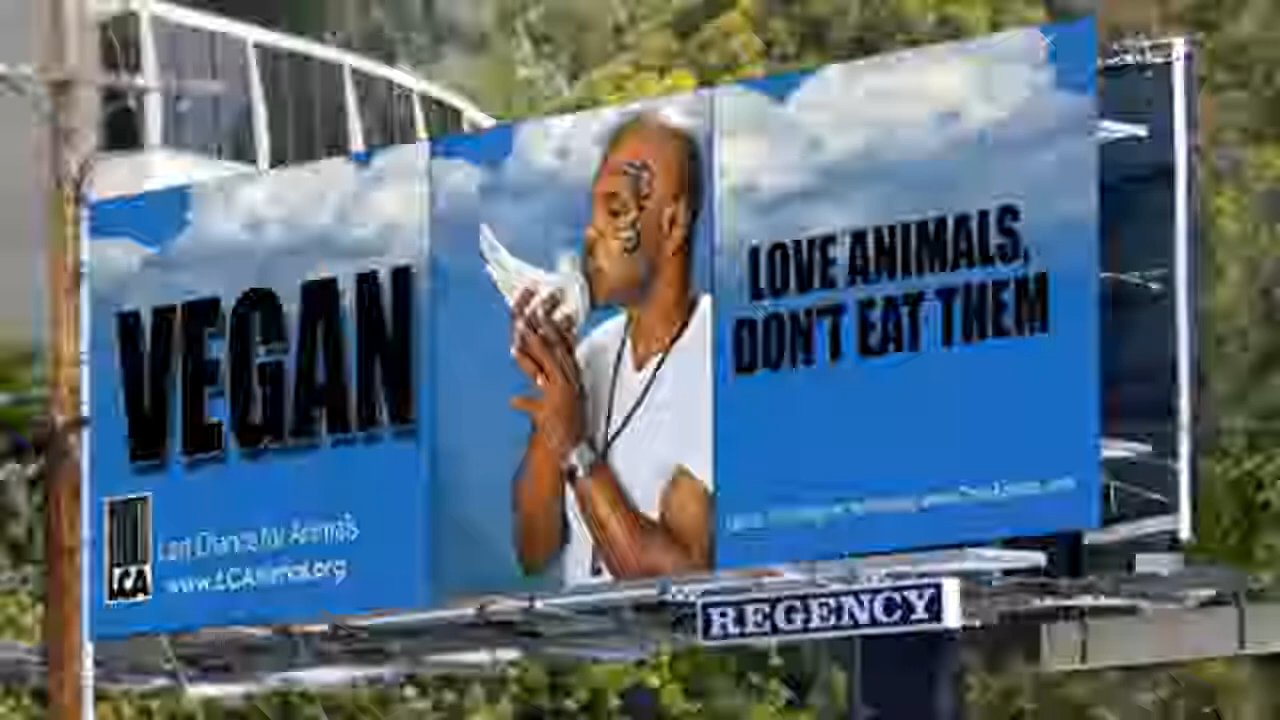 VEGAN
LCA
Last Chance for Animals
www.LCAnimal.org
LOVE ANIMALS,
DON'T EAT THEM
REGENCY